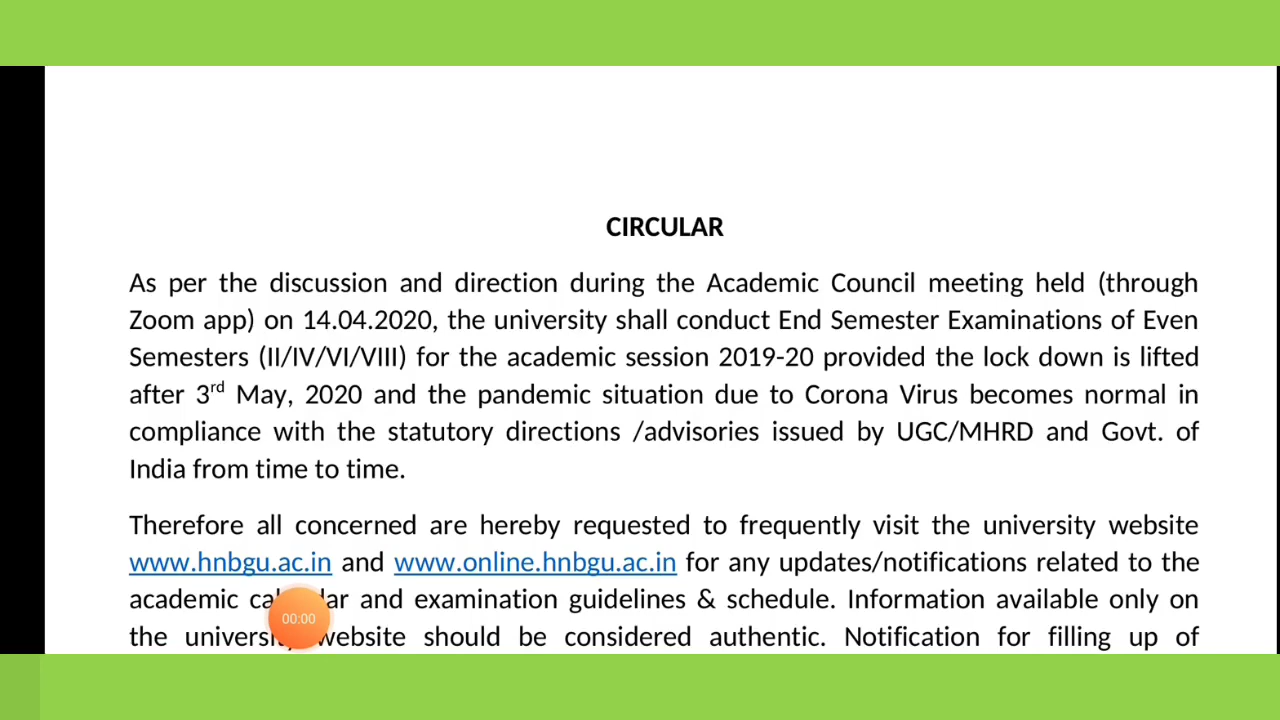 CIRCULAR
As per the discussion and direction during the Academic Council meeting held (through
Zoom app) on 14.04.2020, the university shall conduct End Semester Examinations of Even
Semesters (II/IV/VI/VIII) for the academic session 2019-20 provided the lock down is lifted
after 3rd May, 2020 and the pandemic situation due to Corona Virus becomes normal in
compliance with the statutory directions /advisories issued by UGC/MHRD and Govt. of
India from time to time.
Therefore all concerned are hereby requested to frequently visit the university website
www.hnbgu.ac.in and www.online.hnbgu.ac.in for any updates/notifications related to the
academic and examination guidelines & schedule. Information available only on
the website should be considered authentic. Notification for filling up of
00:00